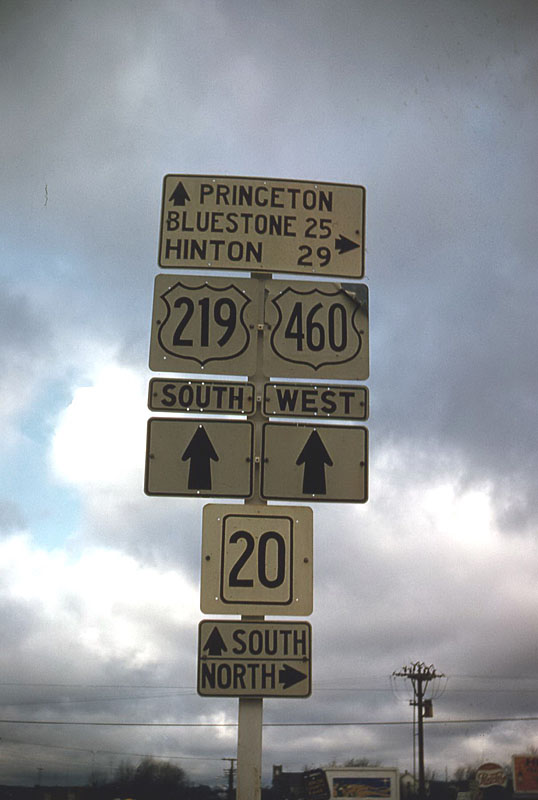 PRINCETON
BLUESTONE 25
HINTON 29
219 460
SOUTH WEST
20
SOUTH
NORTH